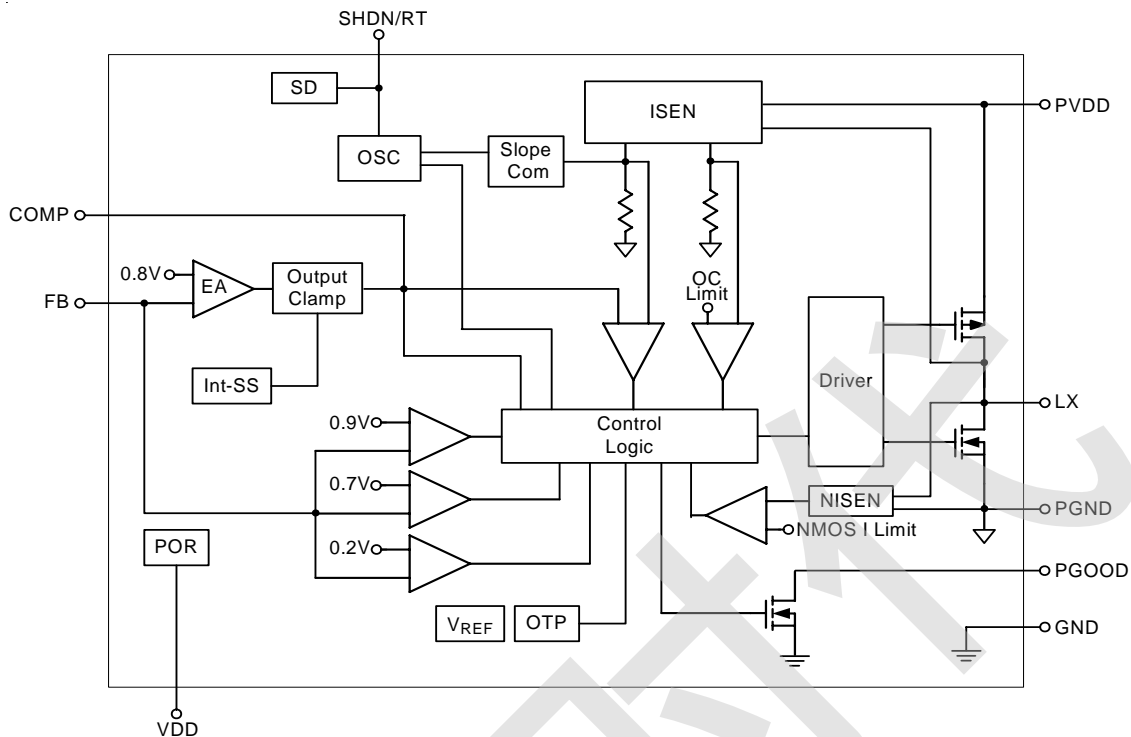 SHDN/RT
SD
ISEN
PVDD
OSC
Slope
Com
COMP
0.8V
EA
Output
Clamp
OC
Limit
FB
Int-SS
Driver
LX
0.9V
Control
Logic
0.7V
NISEN
PGND
NMOS I Limit
POR
0.2V
PGOOD
VREF
OTP
GND
VDD